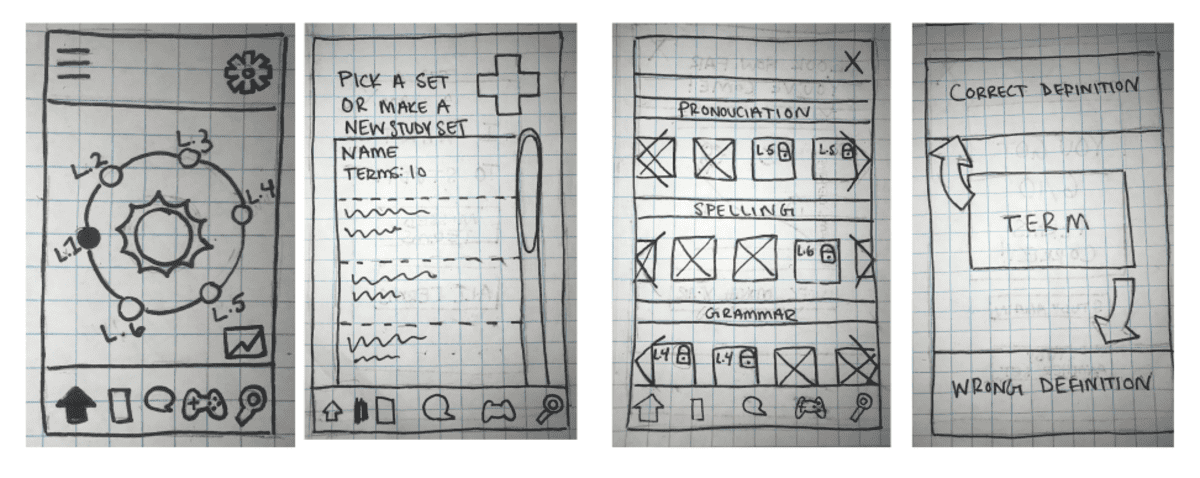 L.1
L.2
L.3
L.4
L.5
L.6
PICK A SET
OR MAKE A
NEW STUDY SET
NAME
TERMS: 10
PRONOUCIATION
L.5
L.5
SPELLING
L.6
GRAMMAR
L.4
L.4
CORRECT DEFINITION
TERM
WRONG DEFINITION